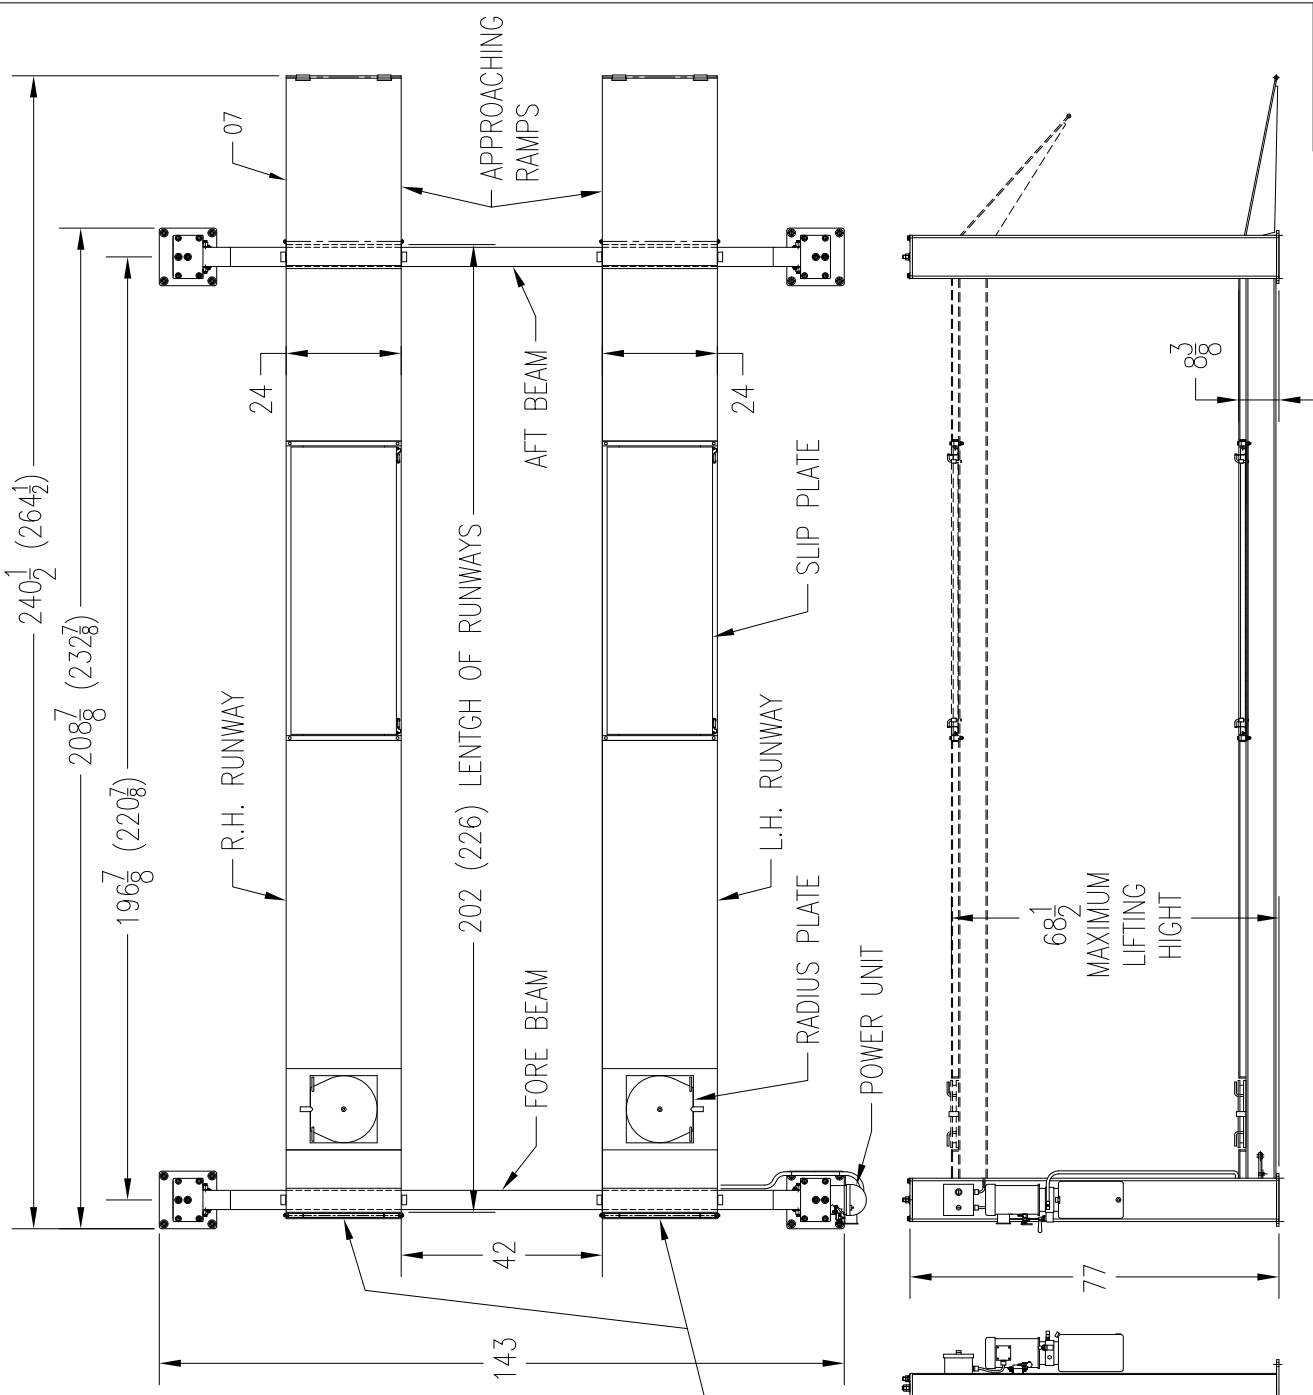 240 1/2 (264 1/2)
208 7/8 (232 7/8)
196 7/8 (220 7/8)
07
APPROACHING
RAMPS
R.H. RUNWAY
24
24
AFT BEAM
202 (226) LENTGH OF RUNWAYS
SLIP PLATE
L.H. RUNWAY
FORE BEAM
RADIUS PLATE
POWER UNIT
42
143
8 3/8
68 1/2
MAXIMUM
LIFTING
HIGHT
77